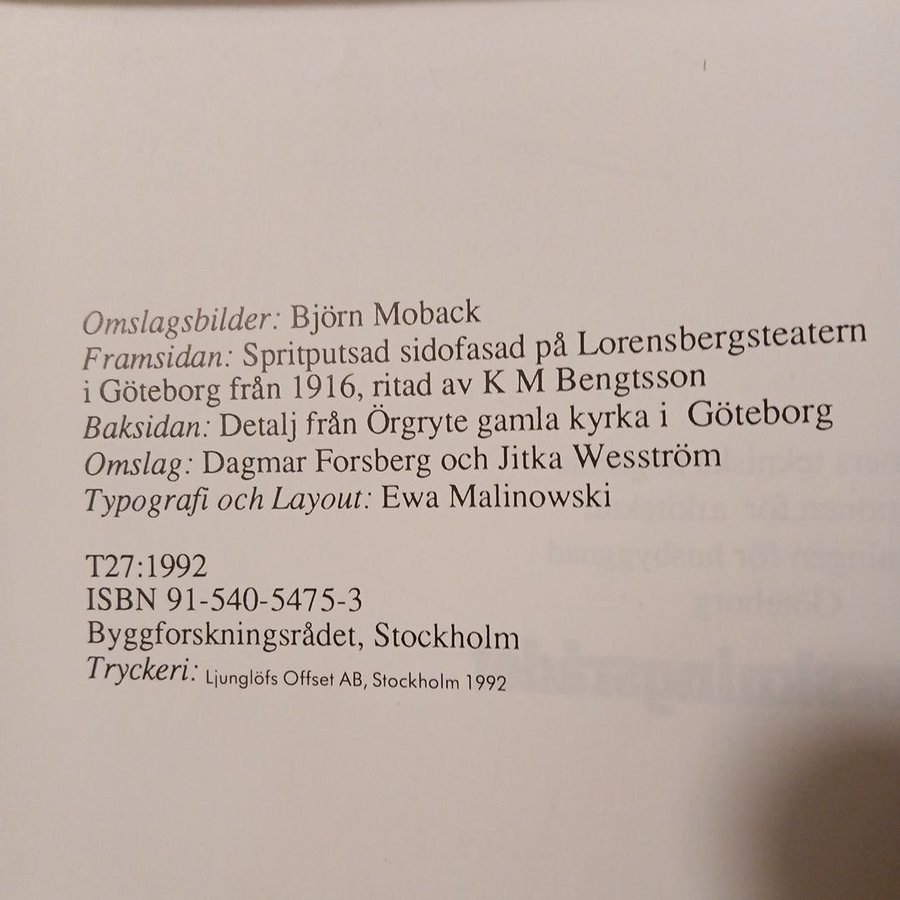 Omslagsbilder: Björn Moback
Framsidan: Spritputsad sidofasad på Lorensbergsteatern
i Göteborg från 1916, ritad av K M Bengtsson
Baksidan: Detalj från Örgryte gamla kyrka i Göteborg
Omslag: Dagmar Forsberg och Jitka Wesström
Typografi och Layout: Ewa Malinowski
T27:1992
ISBN 91-540-5475-3
Byggforskningsrådet, Stockholm
Tryckeri: Ljunglöfs Offset AB, Stockholm 1992